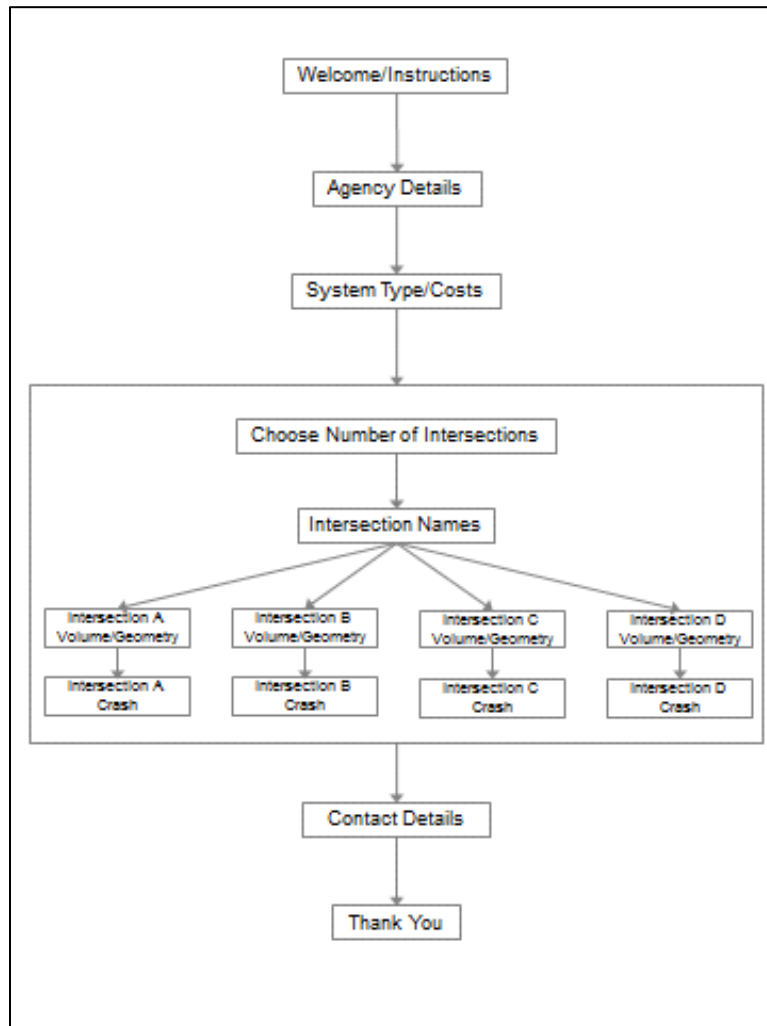 Welcome/Instructions
Agency Details
System Type/Costs
Choose Number of Intersections
Intersection Names
Intersection A
Volume/Geometry
Intersection B
Volume/Geometry
Intersection C
Volume/Geometry
Intersection D
Volume/Geometry
Intersection A
Crash
Intersection B
Crash
Intersection C
Crash
Intersection D
Crash
Contact Details
Thank You